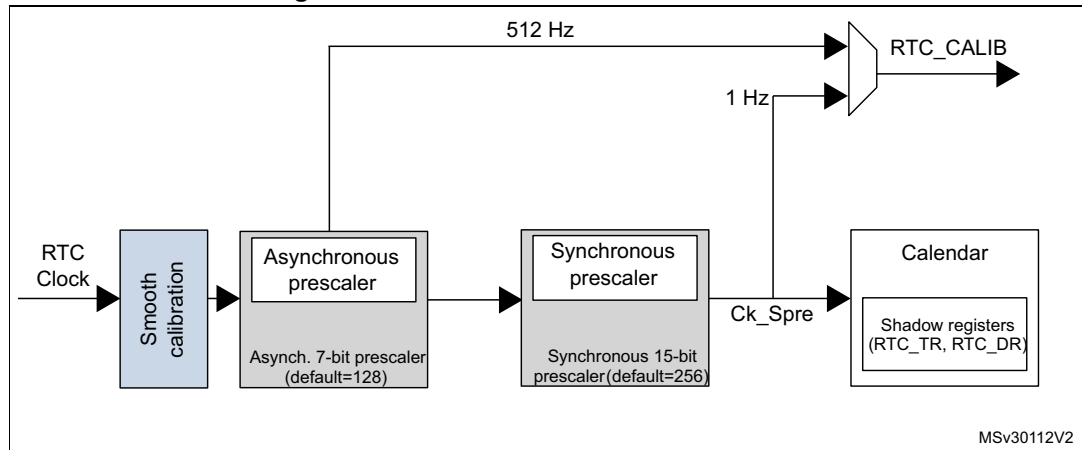 512 Hz
RTC_CALIB
1 Hz
RTC
Clock
Smooth
calibration
Asynchronous
prescaler
Asynch. 7-bit prescaler
(default=128)
Synchronous
prescaler
Synchronous 15-bit
prescaler(default=256)
Ck_Spre
Calendar
Shadow registers
(RTC_TR, RTC_DR)
MSv30112V2